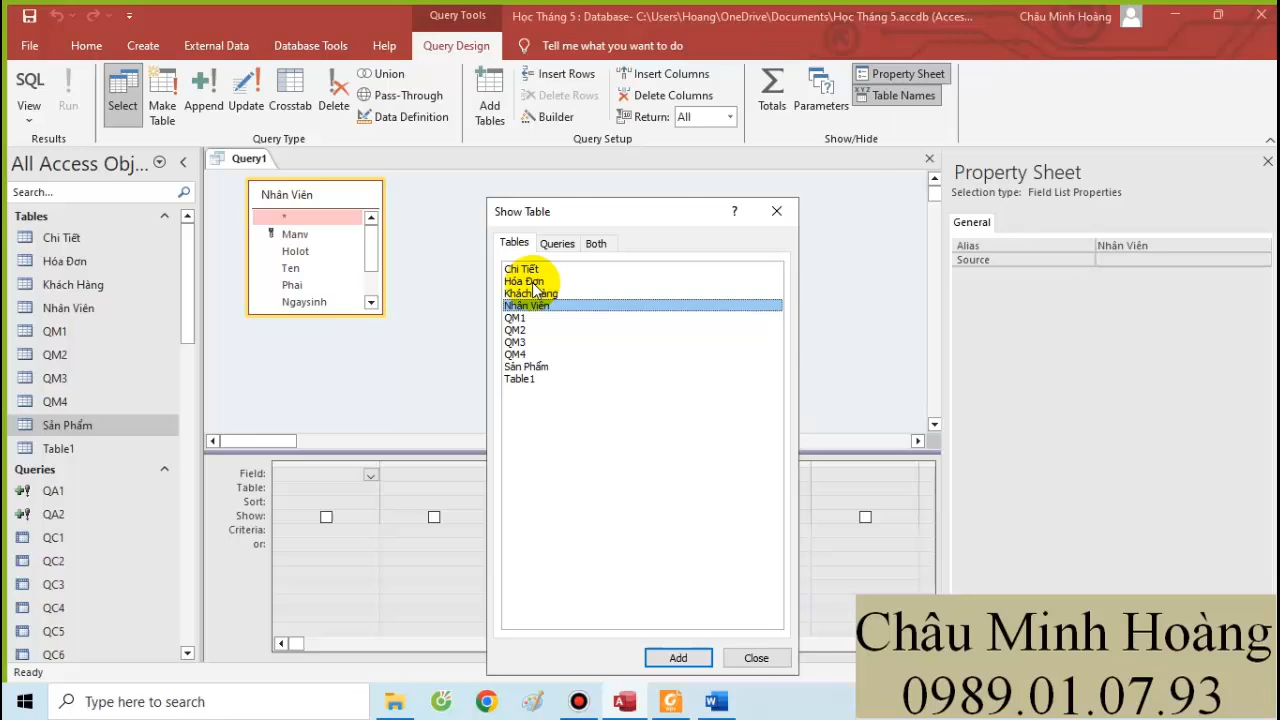 Query Tools
Học Tháng 5 : Database- C:\Users\Hoang\OneDrive\Documents\Học Tháng 5.accdb (Acces...
Châu Minh Hoàng
File Home Create External Data Database Tools Help Query Design Tell me what you want to do
SQL
View
Run
Results
Select
Make Table
Append
Update
Crosstab
Delete
Union
Pass-Through
Data Definition
Query Type
Add Tables
Insert Rows
Delete Rows
Builder
Insert Columns
Delete Columns
Return: All
Query Setup
Totals
Parameters
Property Sheet
XYZ Table Names
Show/Hide
All Access Obj...
Search...
Tables
Chi Tiết
Hóa Đơn
Khách Hàng
Nhân Viên
QM1
QM2
QM3
QM4
Sản Phẩm
Table1
Queries
QA1
QA2
QC1
QC2
QC3
QC4
QC5
QC6
Query1
Nhân Viên
*
Manv
Holot
Ten
Phai
Ngaysinh
Field:
Table:
Sort:
Show:
Criteria:
or:
Show Table
?
Tables Queries Both
Chi Tiết
Hóa Đơn
Khách Hàng
Nhân Viên
QM1
QM2
QM3
QM4
Sản Phẩm
Table1
Add Close
Property Sheet
Selection type: Field List Properties
General
Alias Nhân Viên
Source
Ready
Type here to search
Châu Minh Hoàng
0989.01.07.93